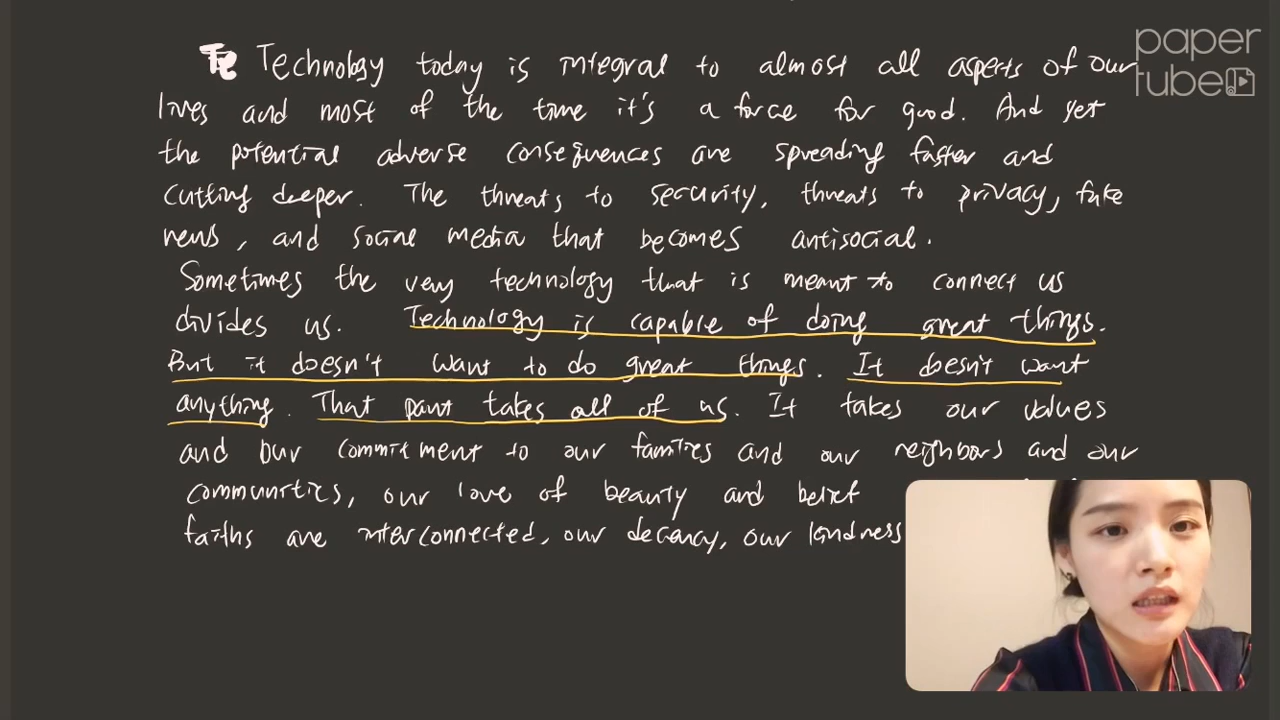 paper
tube
Te Technology today is integral to almost all aspects of our
lives and most of the time it's a force for good. And yet
the potential adverse consequences are spreading faster and
cutting deeper. The threats to security, threats to privacy, fake
news, and social media that becomes antisocial.
Sometimes the very technology that is meant to connect us
divides us. Technology is capable of doing great things.
But it doesn't want to do great things. It doesn't want
anything. That part takes all of us. It takes our values
and our commitment to our families and our neighbors and our
communities, our love of beauty and belief
faiths are interconnected, our decency, our kindness